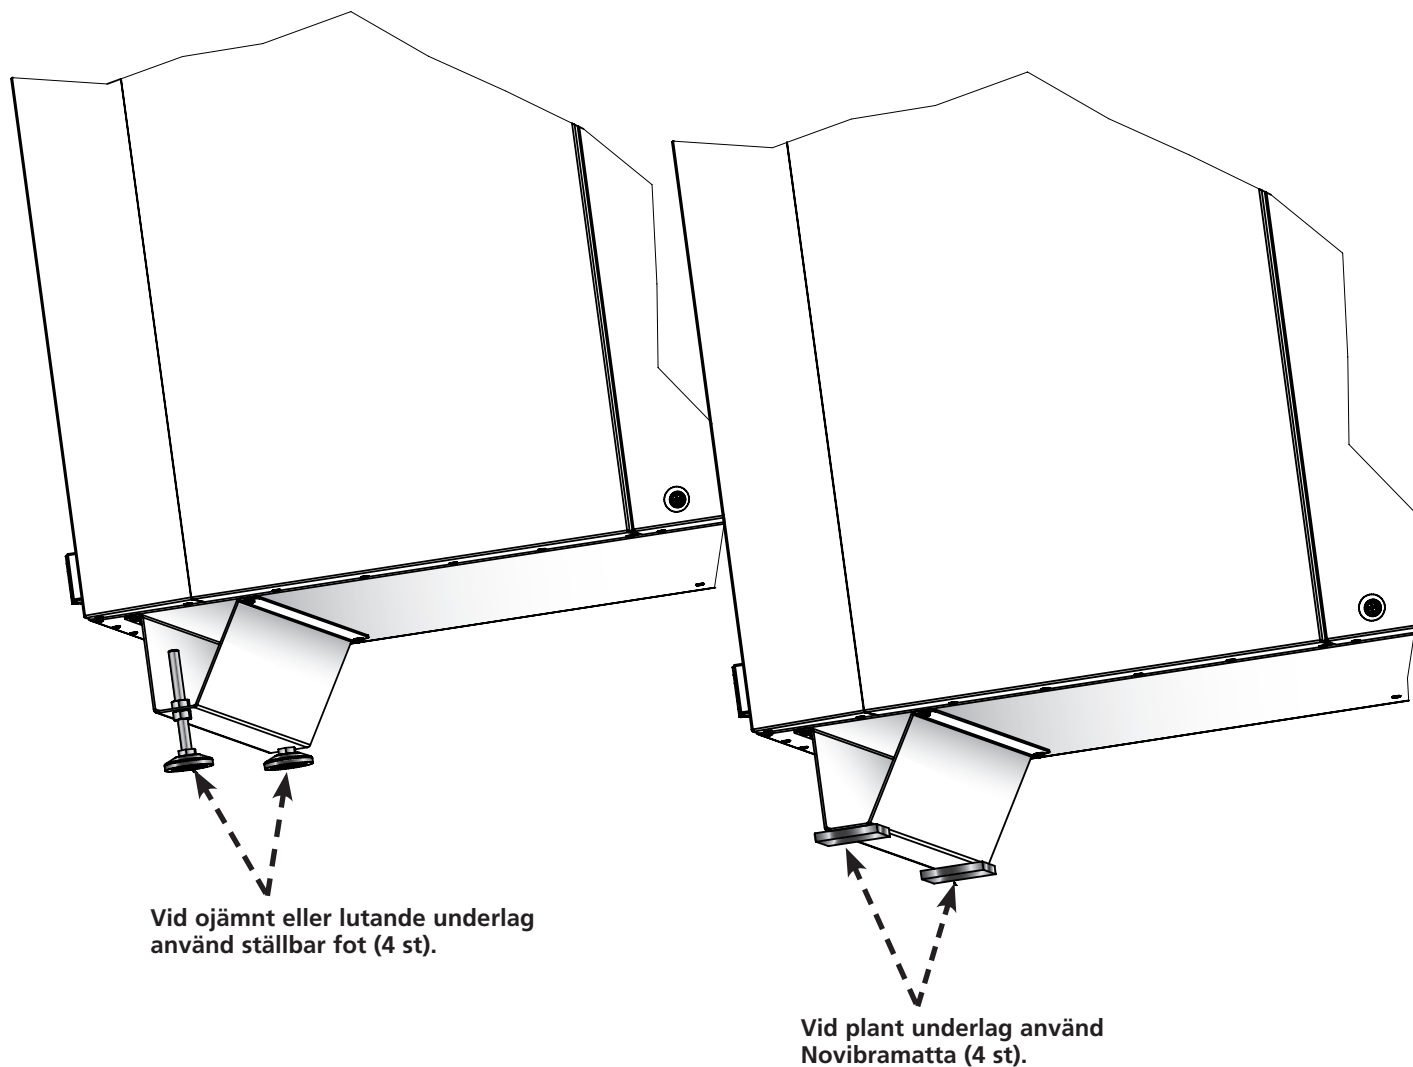 Vid ojämnt eller lutande underlag
använd ställbar fot (4 st).
Vid plant underlag använd
Novibramatta (4 st).